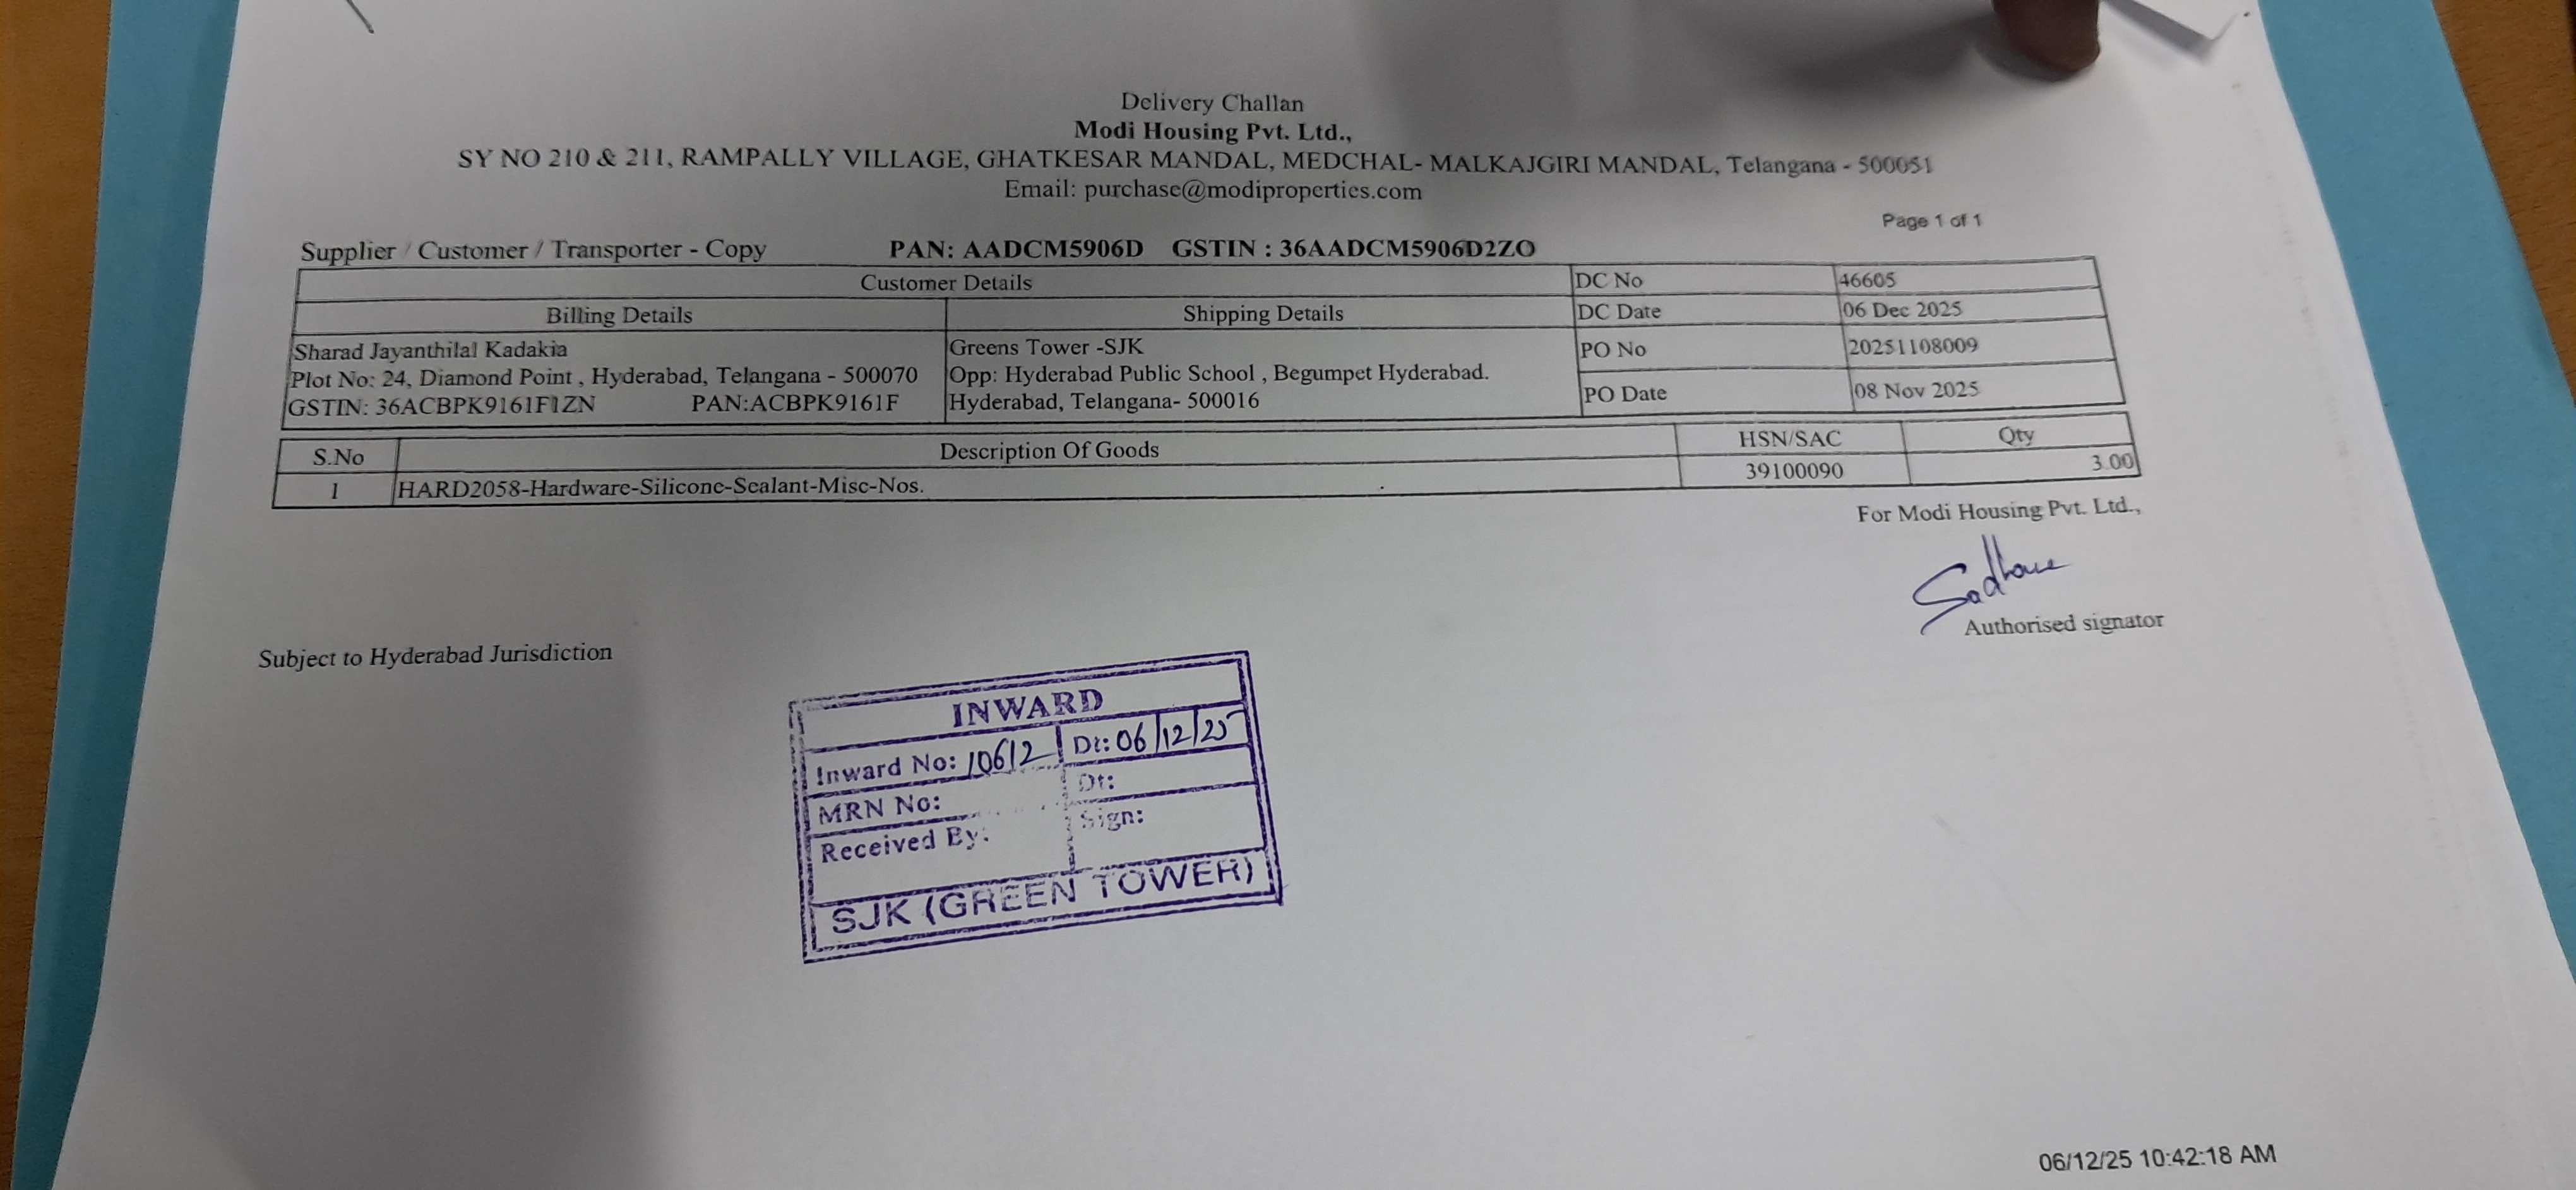 Delivery Challan
Modi Housing Pvt. Ltd.,
SY NO 210 & 211, RAMPALLY VILLAGE, GHATKESAR MANDAL, MEDCHAL- MALKAJGIRI MANDAL, Telangana - 500051
Email: purchase@modiproperties.com
Page 1 of 1
Supplier / Customer / Transporter - Copy PAN: AADCM5906D GSTIN : 36AADCM5906D2ZO
Customer Details DC No 46605
Billing Details Shipping Details DC Date 06 Dec 2025
Sharad Jayanthilal Kadakia Greens Tower -SJK PO No 20251108009
Plot No: 24, Diamond Point , Hyderabad, Telangana - 500070 Opp: Hyderabad Public School , Begumpet Hyderabad.
GSTIN: 36ACBPK9161F1ZN PAN:ACBPK9161F Hyderabad, Telangana- 500016 PO Date 08 Nov 2025
S.No Description Of Goods HSN/SAC Qty
1 HARD2058-Hardware-Silicone-Sealant-Misc-Nos. 39100090 3.00
For Modi Housing Pvt. Ltd.,
Authorised signator
Subject to Hyderabad Jurisdiction
INWARD
Inward No: 10612 Dt: 06/12/25
MRN No: Dt:
Received By: Sign:
SJK (GREEN TOWER)
06/12/25 10:42:18 AM